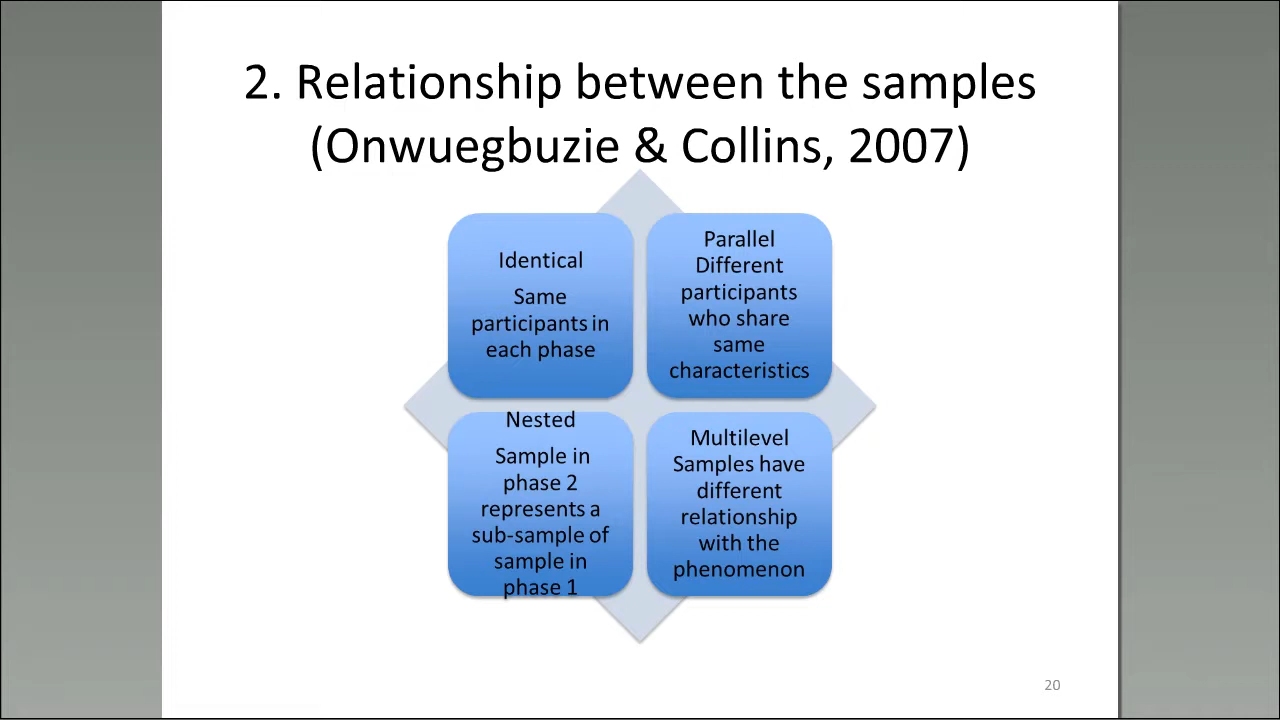 2. Relationship between the samples
(Onwuegbuzie & Collins, 2007)
Identical
Same
participants in
each phase
Parallel
Different
participants
who share
same
characteristics
Nested
Sample in
phase 2
represents a
sub-sample of
sample in
phase 1
Multilevel
Samples have
different
relationship
with the
phenomenon
20